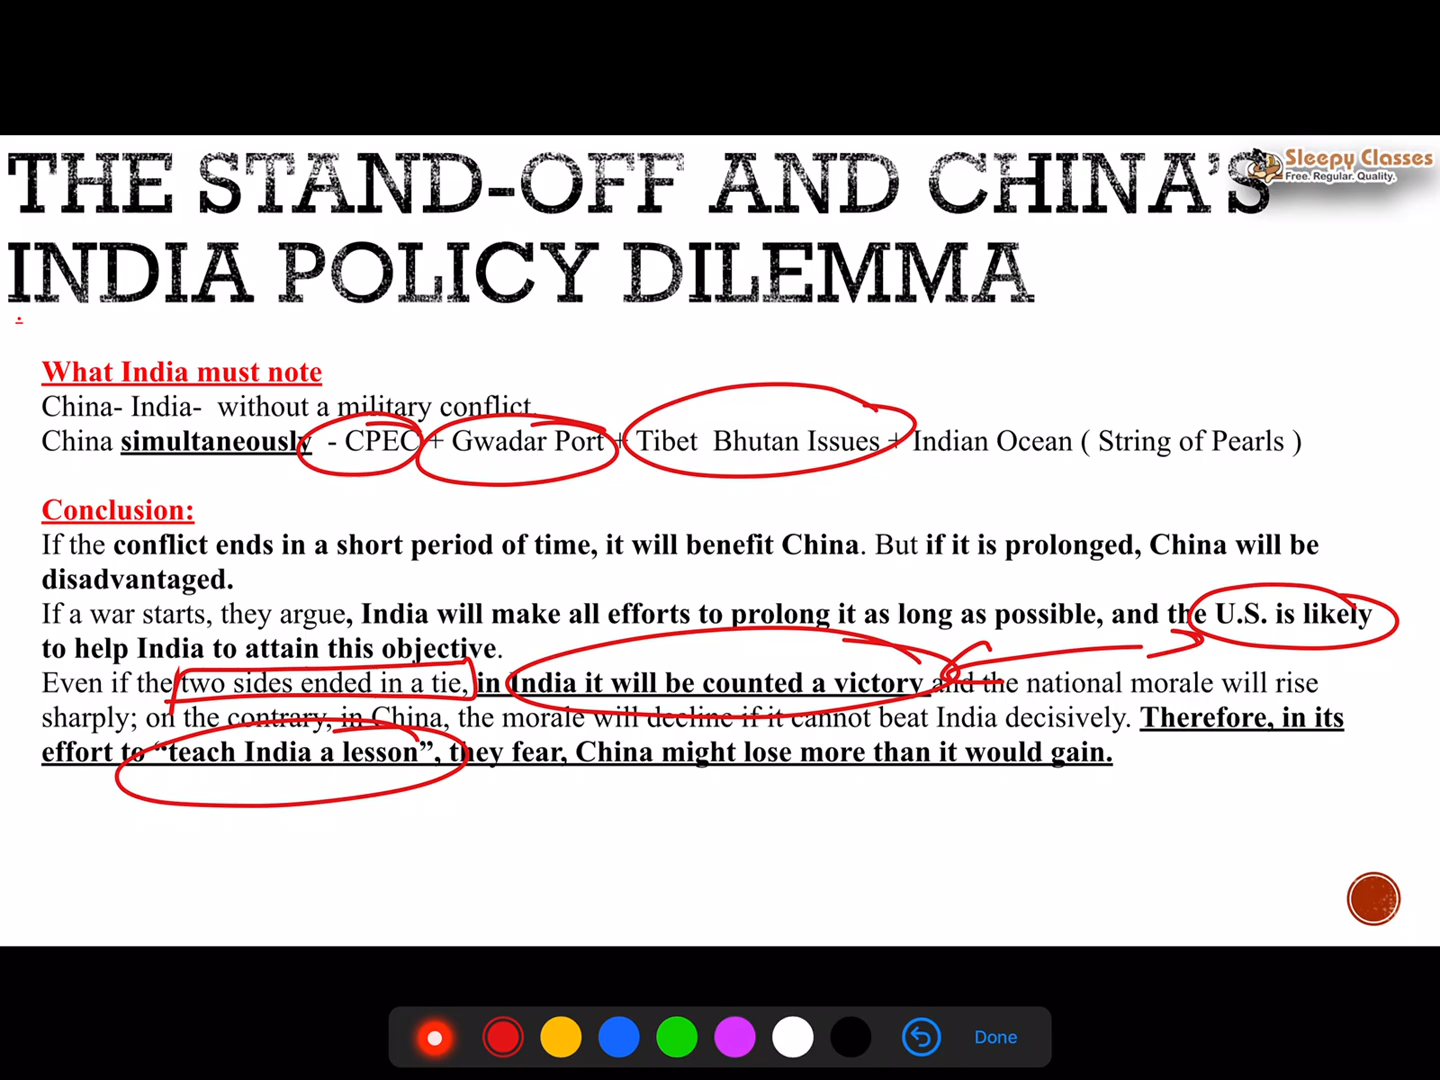 THE STAND-OFF AND CHINA'S
Sleepy Classes
Free. Regular. Quality.
INDIA POLICY DILEMMA
.
What India must note
China- India-  without a military conflict.
China simultaneously  - CPEC + Gwadar Port + Tibet  Bhutan Issues + Indian Ocean ( String of Pearls )
Conclusion:
If the conflict ends in a short period of time, it will benefit China. But if it is prolonged, China will be
disadvantaged.
If a war starts, they argue, India will make all efforts to prolong it as long as possible, and the U.S. is likely
to help India to attain this objective.
Even if the two sides ended in a tie, in India it will be counted a victory and the national morale will rise
sharply; on the contrary, in China, the morale will decline if it cannot beat India decisively. Therefore, in its
effort to “teach India a lesson”, they fear, China might lose more than it would gain.
Done